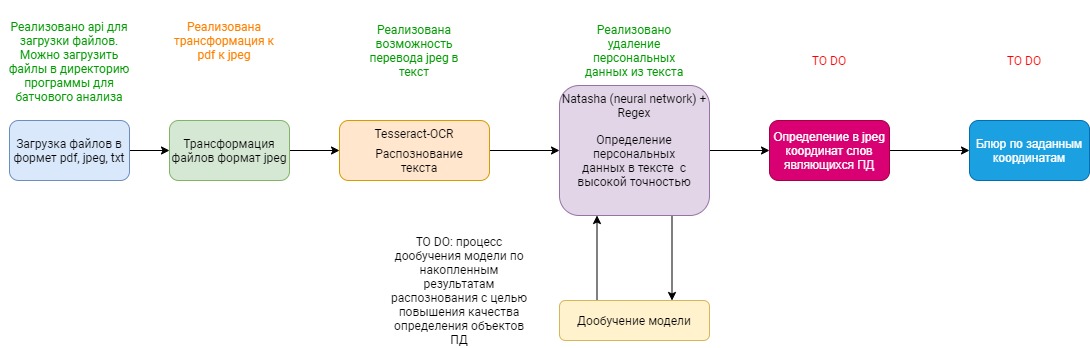 Реализовано api для
загрузки файлов.
Можно загрузить
файлы в директорию
программы для
батчового анализа
Реализована
трансформация к
pdf к jpeg
Реализована
возможность
перевода jpeg в
текст
Реализовано
удаление
персональных
данных из текста
TO DO
TO DO
Загрузка файлов в
формет pdf, jpeg, txt
Трансформация
файлов формат jpeg
Tesseract-OCR
Распознование
текста
Natasha (neural network) +
Regex
Определение
персональных
данных в тексте с
высокой точностью
Определение в jpeg
координат слов
являющихся ПД
Блюр по заданным
координатам
TO DO: процесс
дообучения модели по
накопленным
результатам
распознования с целью
повышения качества
определения объектов
ПД
Дообучение модели